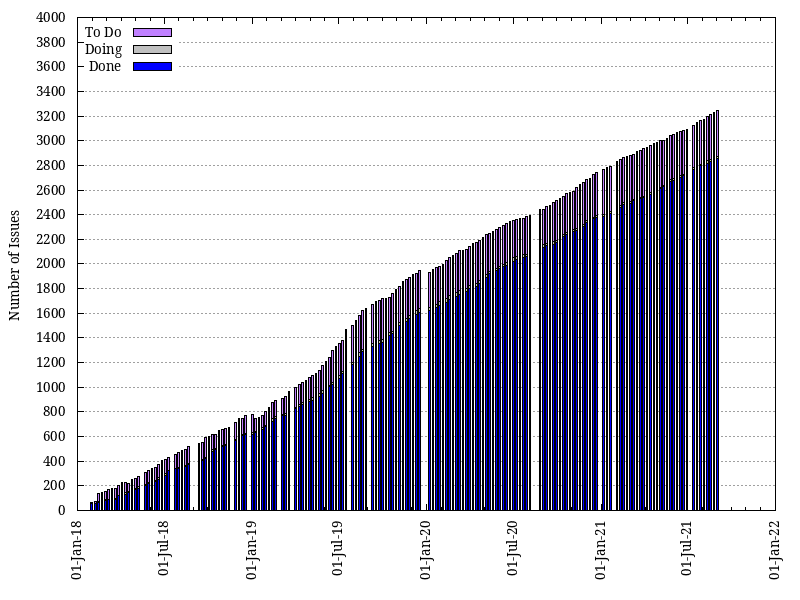 4000
3800
3600
3400
3200
3000
2800
2600
2400
2200
2000
1800
1600
1400
1200
1000
800
600
400
200
0
To Do
Doing
Done
Number of Issues
01-Jan-18
01-Jul-18
01-Jan-19
01-Jul-19
01-Jan-20
01-Jul-20
01-Jan-21
01-Jul-21
01-Jan-22